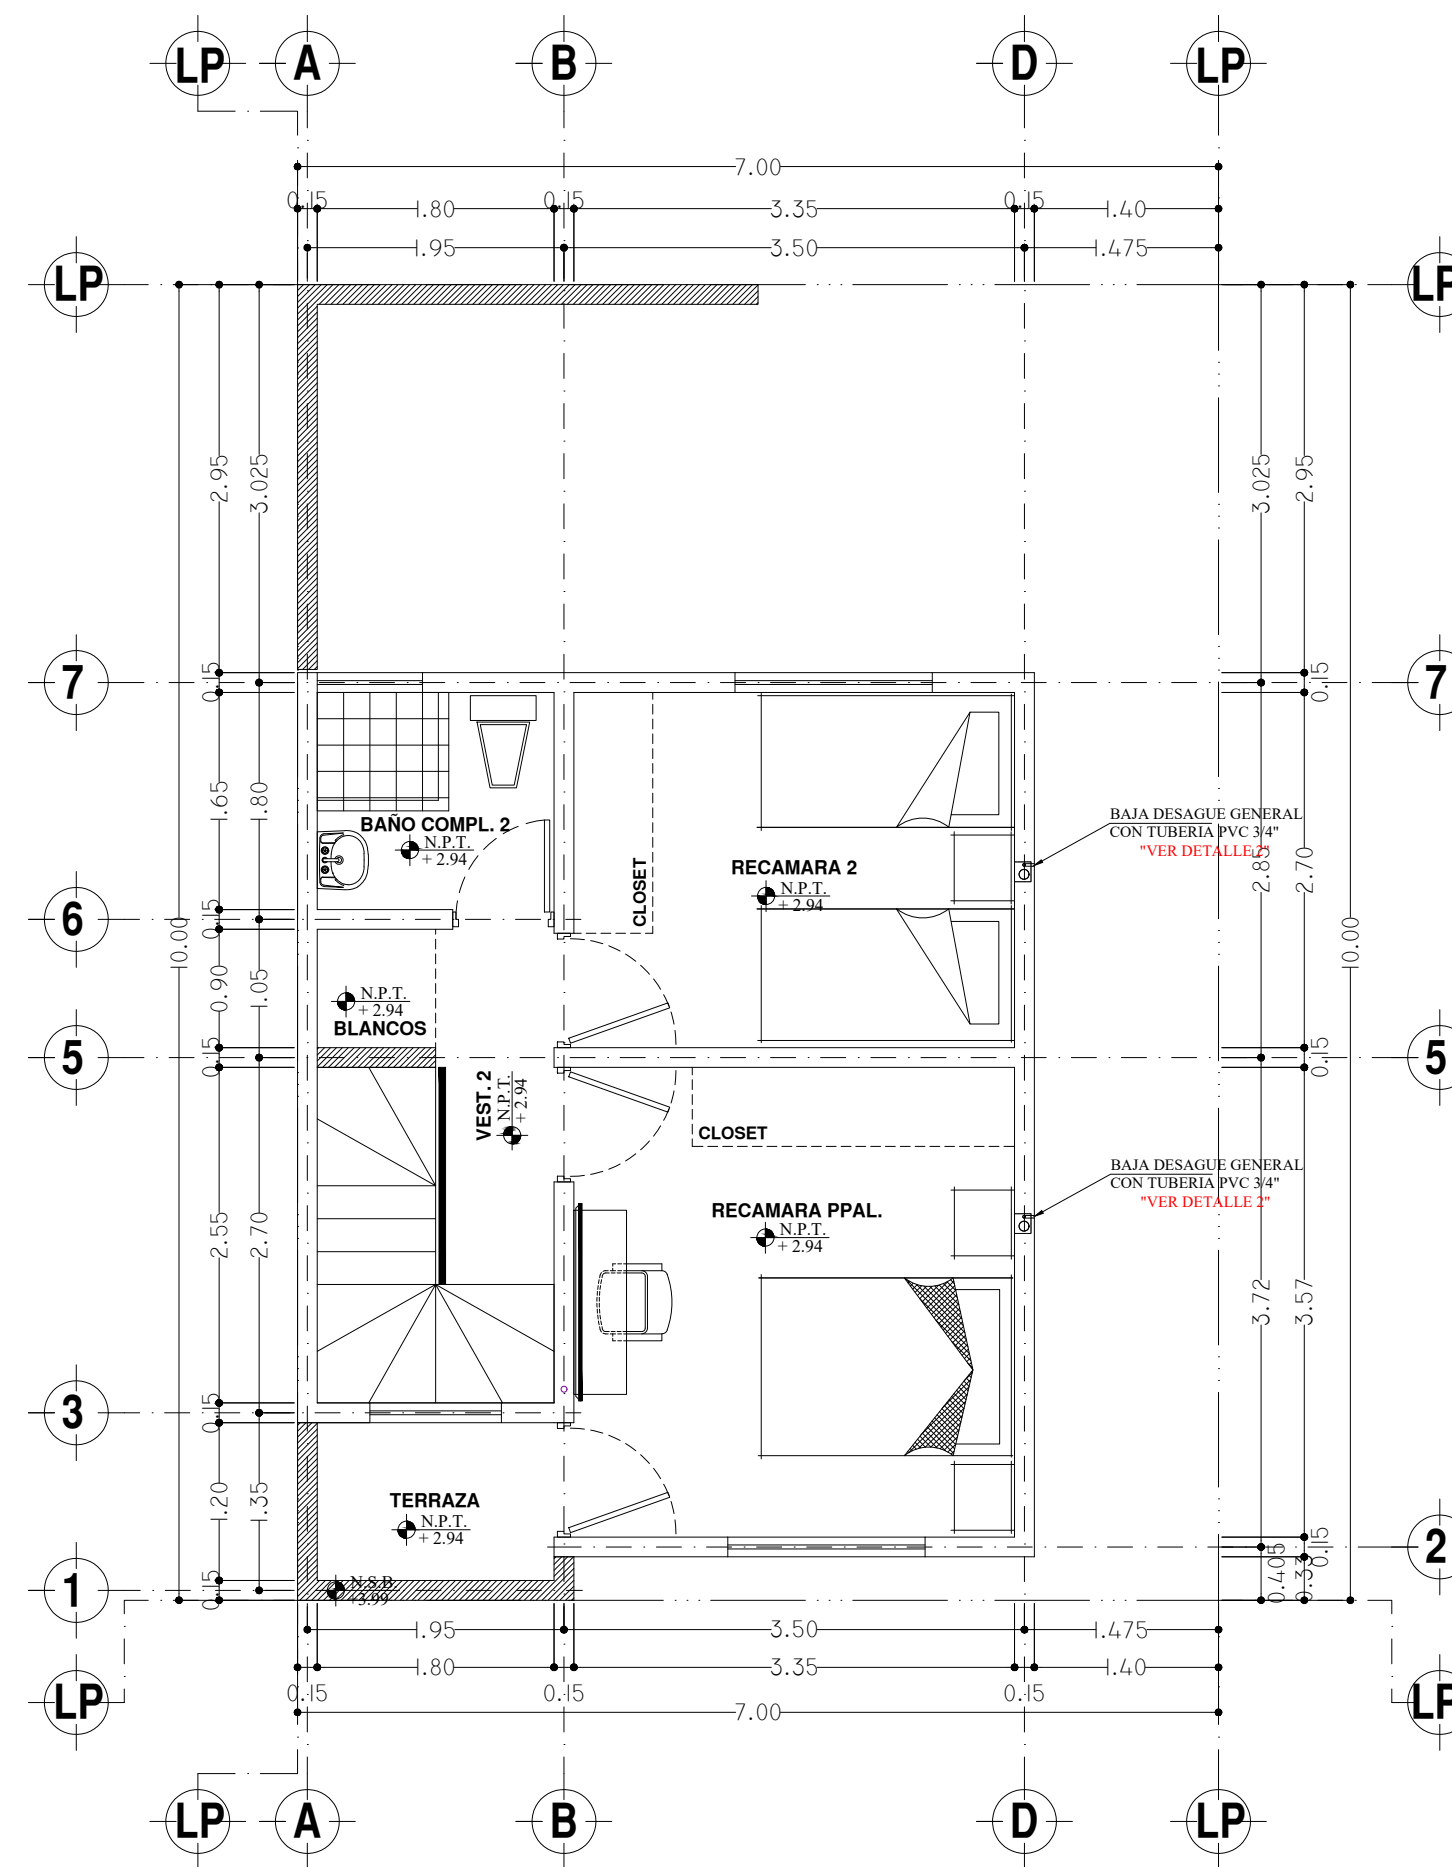 LP A B D LP
7.00
0.15 1.80 0.15 3.35 0.15 1.40
1.95 3.50 1.475
LP LP
2.95 3.025 3.025 2.95
7 0.15 0.15 7
1.65 1.80
BAÑO COMPL. 2
N.P.T.
+ 2.94
CLOSET
RECAMARA 2
N.P.T.
+2.94
BAJA DESAGUE GENERAL
CON TUBERIA PVC 3/4"
"VER DETALLE 2"
2.85 2.70
6 0.15
10.00 10.00
0.90 1.05
N.P.T.
+ 2.94
BLANCOS
5 0.15 0.15 5
VEST. 2
N.P.T.
+ 2.94
CLOSET
BAJA DESAGUE GENERAL
CON TUBERIA PVC 3/4"
"VER DETALLE 2"
RECAMARA PPAL.
N.P.T.
+ 2.94
2.55 2.70
3.72 3.57
3 0.15
1.20 1.35
TERRAZA
N.P.T.
+ 2.94
0.15 2
0.405 0.33
1 0.15
N.S.B.
+3.99
1.95 3.50 1.475
1.80 3.35 1.40
LP LP
0.15 0.15 0.15
7.00
LP A B D LP